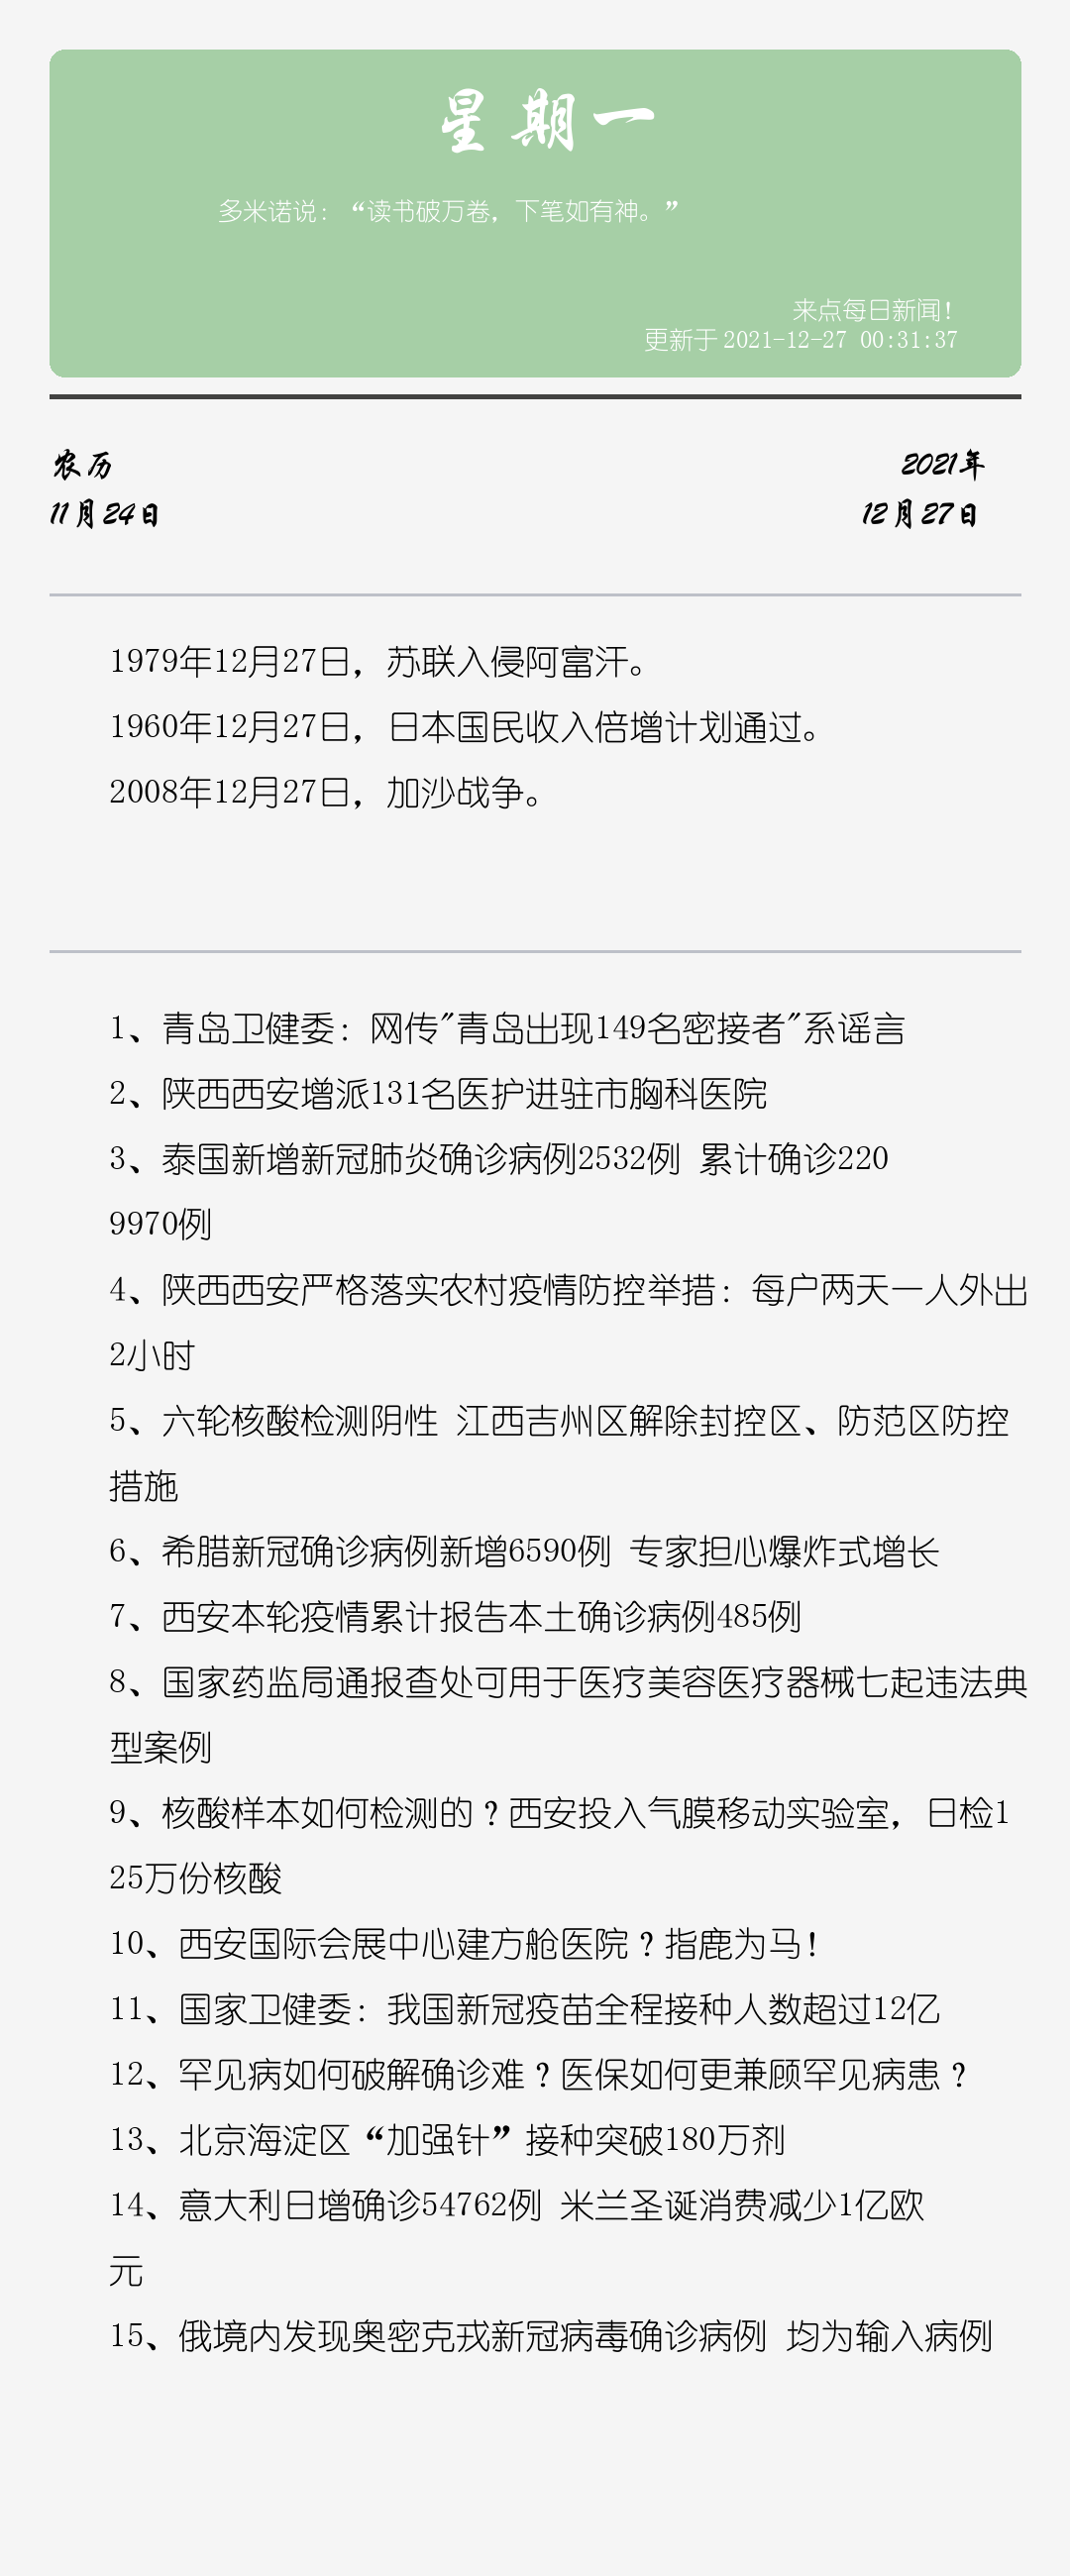 星期一
多米诺说：“读书破万卷，下笔如有神。”
来点每日新闻！
更新于 2021-12-27 00:31:37
农历
2021年
11月24日
12月27日
1979年12月27日，苏联入侵阿富汗。
1960年12月27日，日本国民收入倍增计划通过。
2008年12月27日，加沙战争。
1、青岛卫健委：网传"青岛出现149名密接者"系谣言
2、陕西西安增派131名医护进驻市胸科医院
3、泰国新增新冠肺炎确诊病例2532例 累计确诊220
9970例
4、陕西西安严格落实农村疫情防控举措：每户两天一人外出
2小时
5、六轮核酸检测阴性 江西吉州区解除封控区、防范区防控
措施
6、希腊新冠确诊病例新增6590例 专家担心爆炸式增长
7、西安本轮疫情累计报告本土确诊病例485例
8、国家药监局通报查处可用于医疗美容医疗器械七起违法典
型案例
9、核酸样本如何检测的？西安投入气膜移动实验室，日检1
25万份核酸
10、西安国际会展中心建方舱医院？指鹿为马！
11、国家卫健委：我国新冠疫苗全程接种人数超过12亿
12、罕见病如何破解确诊难？医保如何更兼顾罕见病患？
13、北京海淀区“加强针”接种突破180万剂
14、意大利日增确诊54762例 米兰圣诞消费减少1亿欧
元
15、俄境内发现奥密克戎新冠病毒确诊病例 均为输入病例